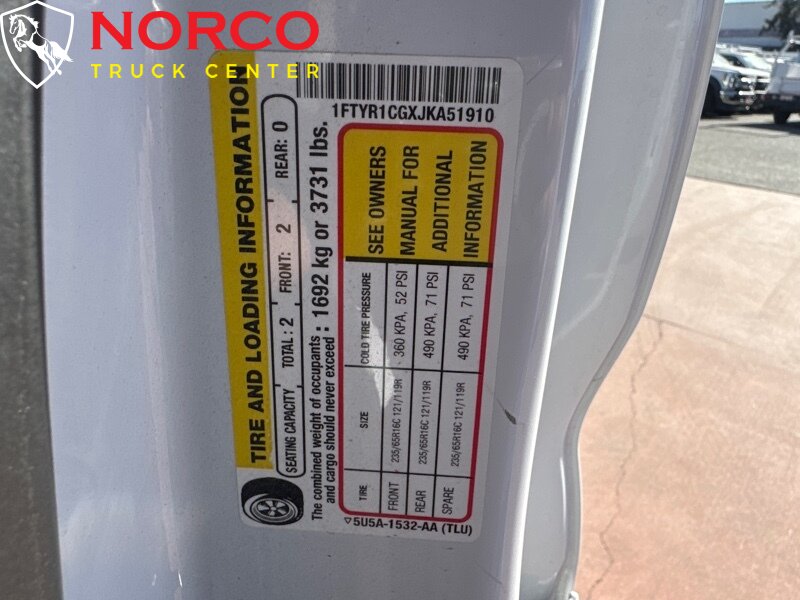 NORCO
TRUCK CENTER
1FTYR1CGXJKA51910
TIRE AND LOADING INFORMATION
SEATING CAPACITY TOTAL : 2 FRONT: 2 REAR: 0
The combined weight of occupants
and cargo should never exceed : 1692 kg or 3731 lbs.
TIRE SIZE COLD TIRE PRESSURE
FRONT 235/65R16C 121/119R 360 KPA, 52 PSI
REAR 235/65R16C 121/119R 490 KPA, 71 PSI
SPARE 235/65R16C 121/119R 490 KPA, 71 PSI
SEE OWNERS
MANUAL FOR
ADDITIONAL
INFORMATION
5U5A-1532-AA (TLU)